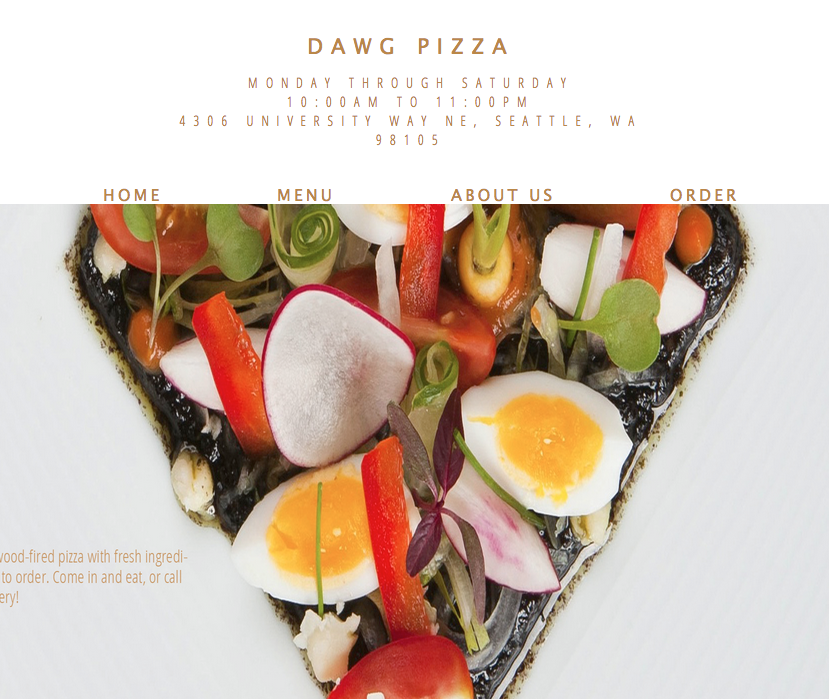 DAWG PIZZA
MONDAY THROUGH SATURDAY
10:00AM TO 11:00PM
4306 UNIVERSITY WAY NE, SEATTLE, WA
98105
HOME MENU ABOUT US ORDER
wood-fired pizza with fresh ingredi-
to order. Come in and eat, or call
ery!